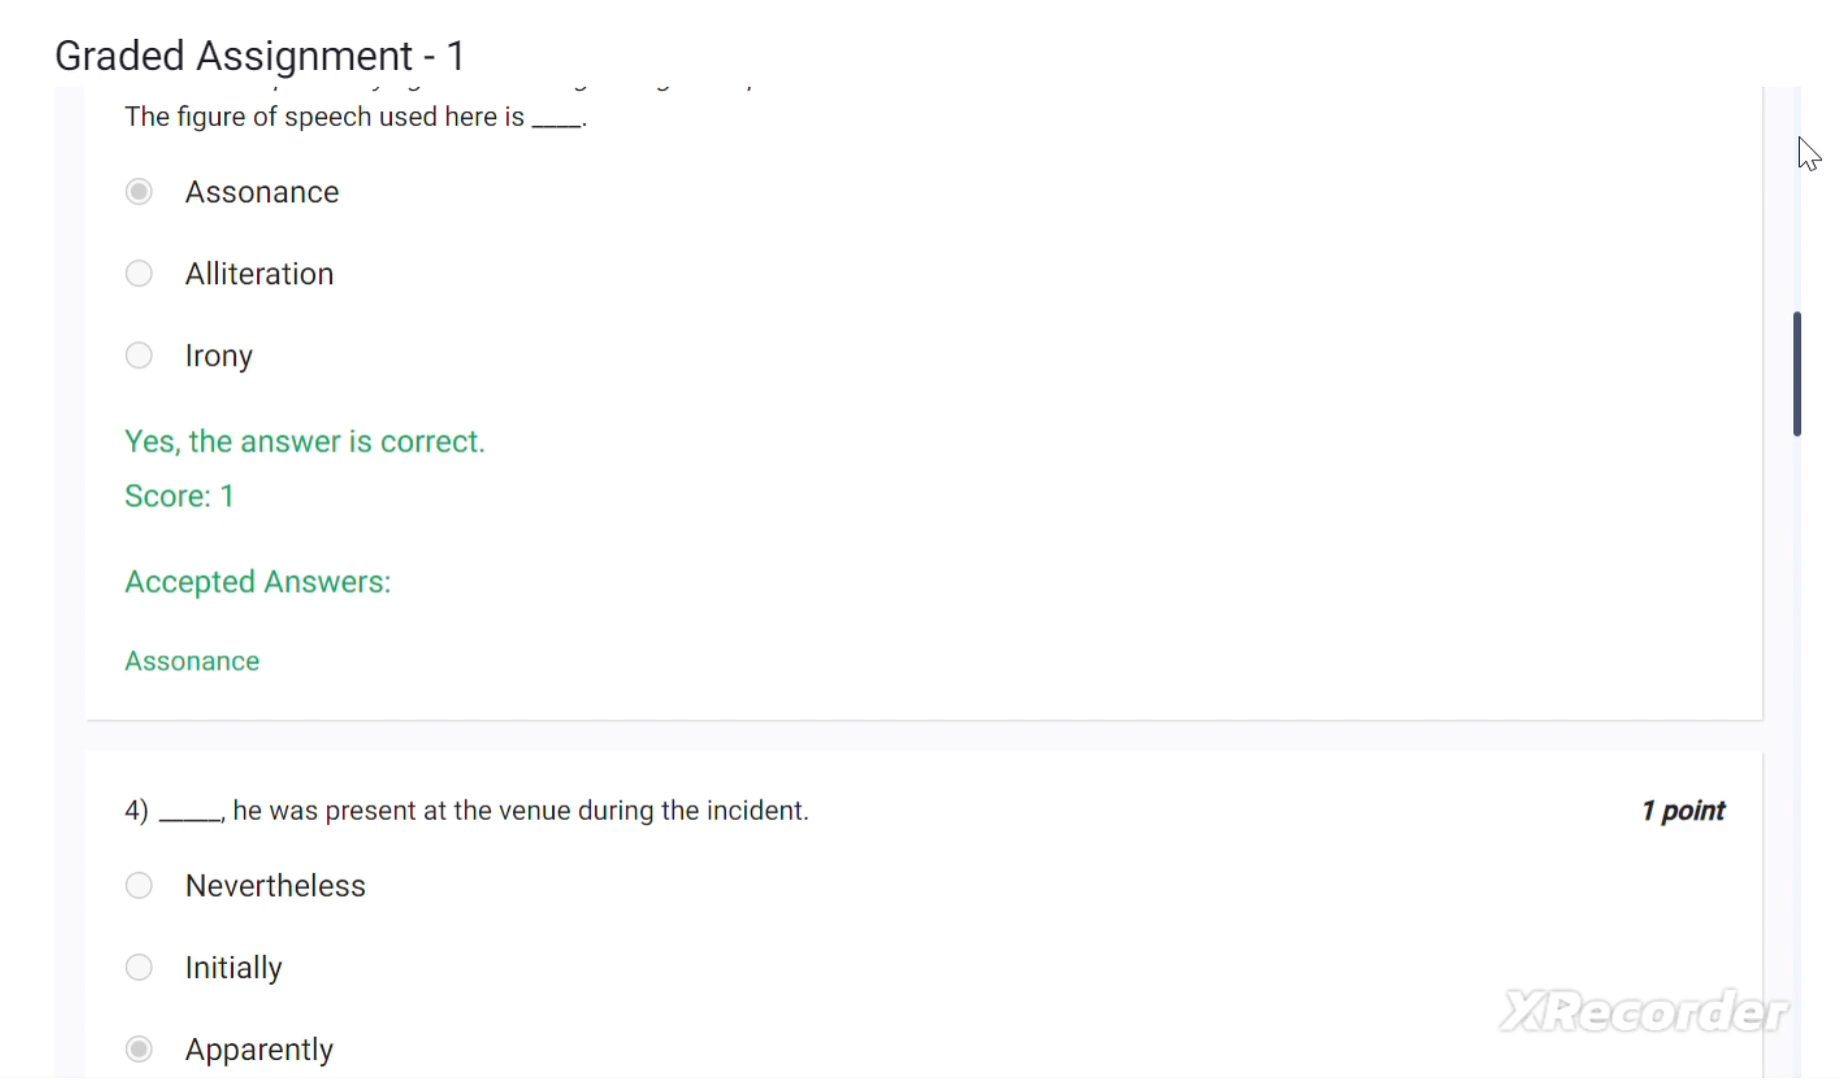 Graded Assignment - 1
The figure of speech used here is ____.
Assonance
Alliteration
Irony
Yes, the answer is correct.
Score: 1
Accepted Answers:
Assonance
4) _____, he was present at the venue during the incident.
1 point
Nevertheless
Initially
Apparently
XRecorder